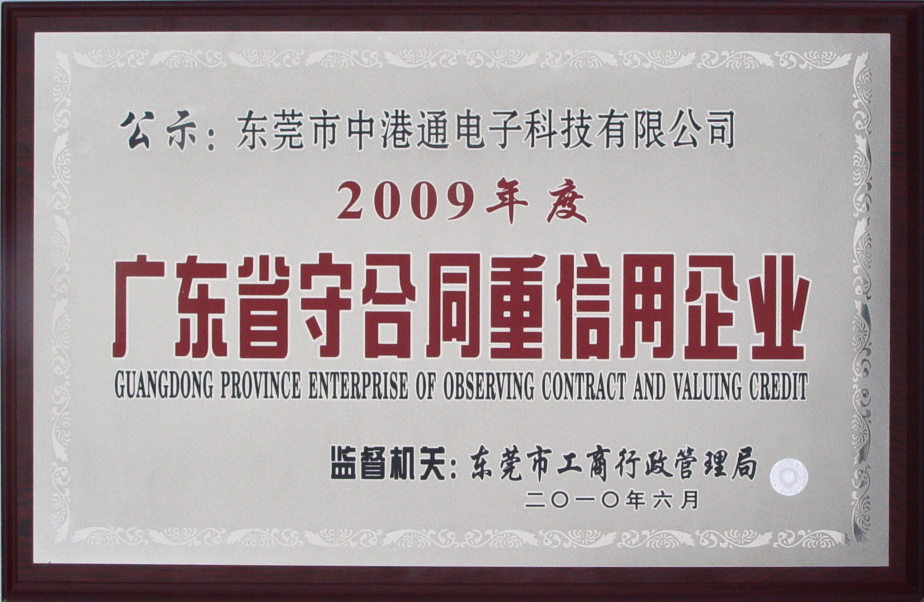 公示：东莞市中港通电子科技有限公司
2009年度
广东省守合同重信用企业
GUANGDONG PROVINCE ENTERPRISE OF OBSERVING CONTRACT AND VALUING CREDIT
监督机关：东莞市工商行政管理局
二〇一〇年六月